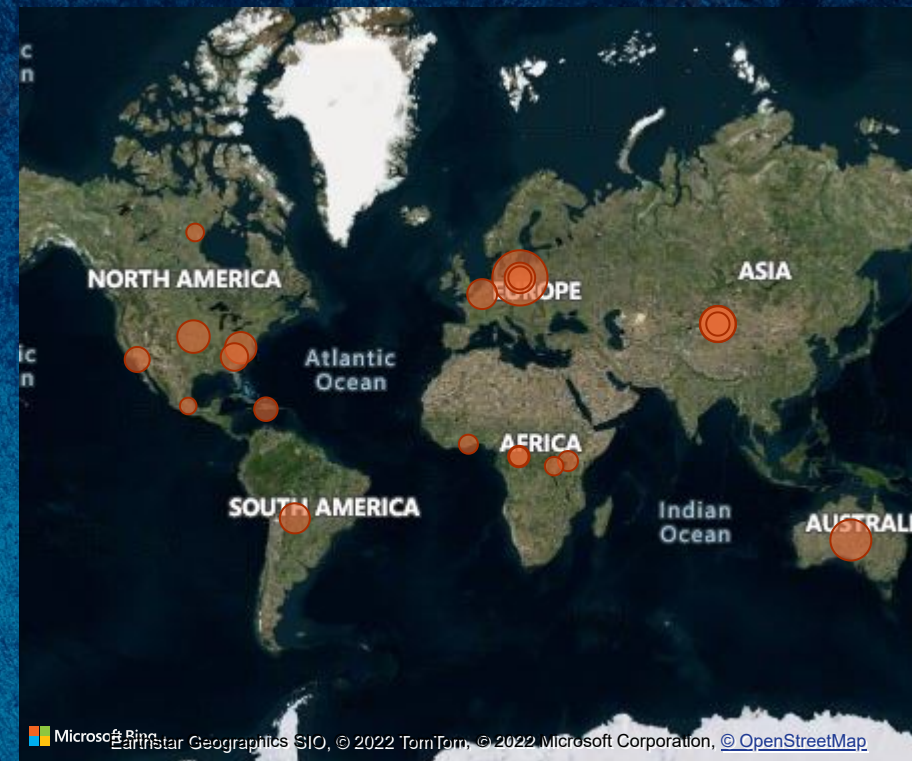 c
n
NORTH AMERICA
EUROPE
ASIA
ic
n
Atlantic
Ocean
AFRICA
SOUTH AMERICA
Indian
Ocean
AUSTRALI
Microsoft Bing
Earthstar Geographics SIO, © 2022 TomTom, © 2022 Microsoft Corporation, © OpenStreetMap